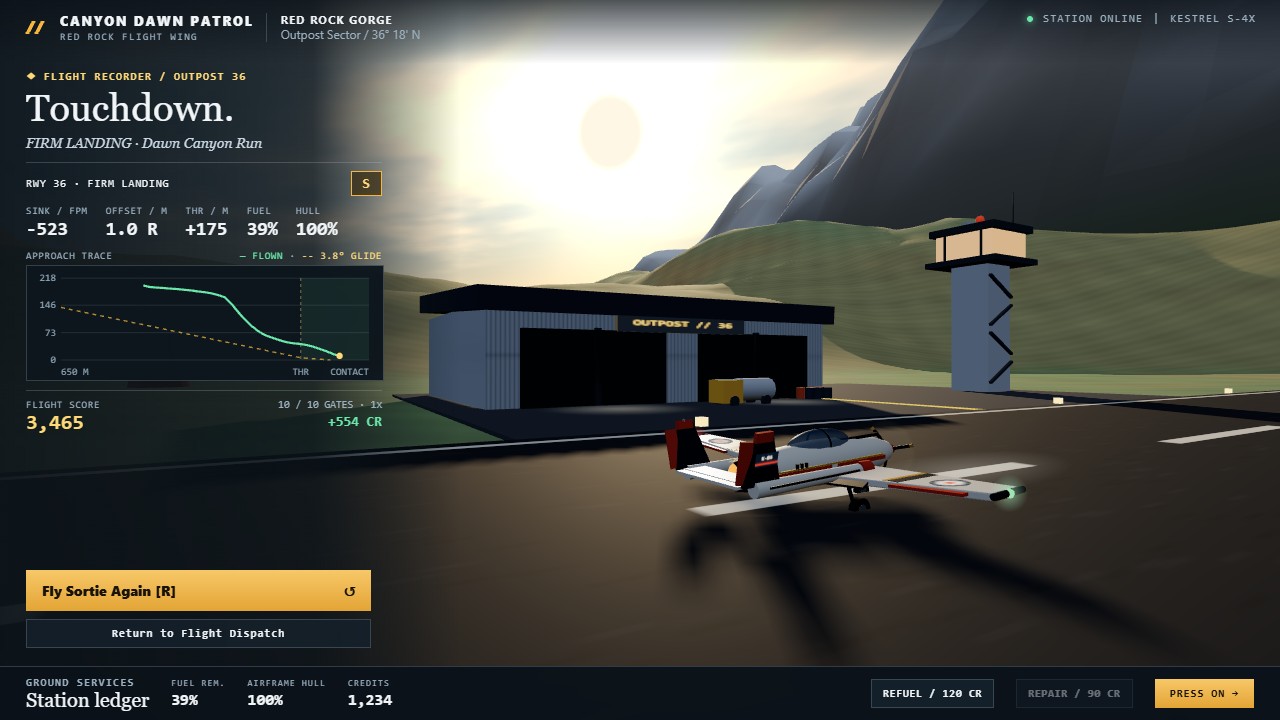 // CANYON DAWN PATROL
RED ROCK FLIGHT WING
RED ROCK GORGE
Outpost Sector / 36° 18' N
STATION ONLINE | KESTREL S-4X
◆ FLIGHT RECORDER / OUTPOST 36
Touchdown.
FIRM LANDING · Dawn Canyon Run
RWY 36 · FIRM LANDING
S
SINK / FPM OFFSET / M THR / M FUEL HULL
-523 1.0 R +175 39% 100%
APPROACH TRACE — FLOWN · -- 3.8° GLIDE
218
146
73
0
650 M THR CONTACT
FLIGHT SCORE 10 / 10 GATES · 1x
3,465 +554 CR
OUTPOST // 36
Fly Sortie Again [R] ↺
Return to Flight Dispatch
GROUND SERVICES
Station ledger
FUEL REM. AIRFRAME HULL CREDITS
39% 100% 1,234
REFUEL / 120 CR
REPAIR / 90 CR
PRESS ON →